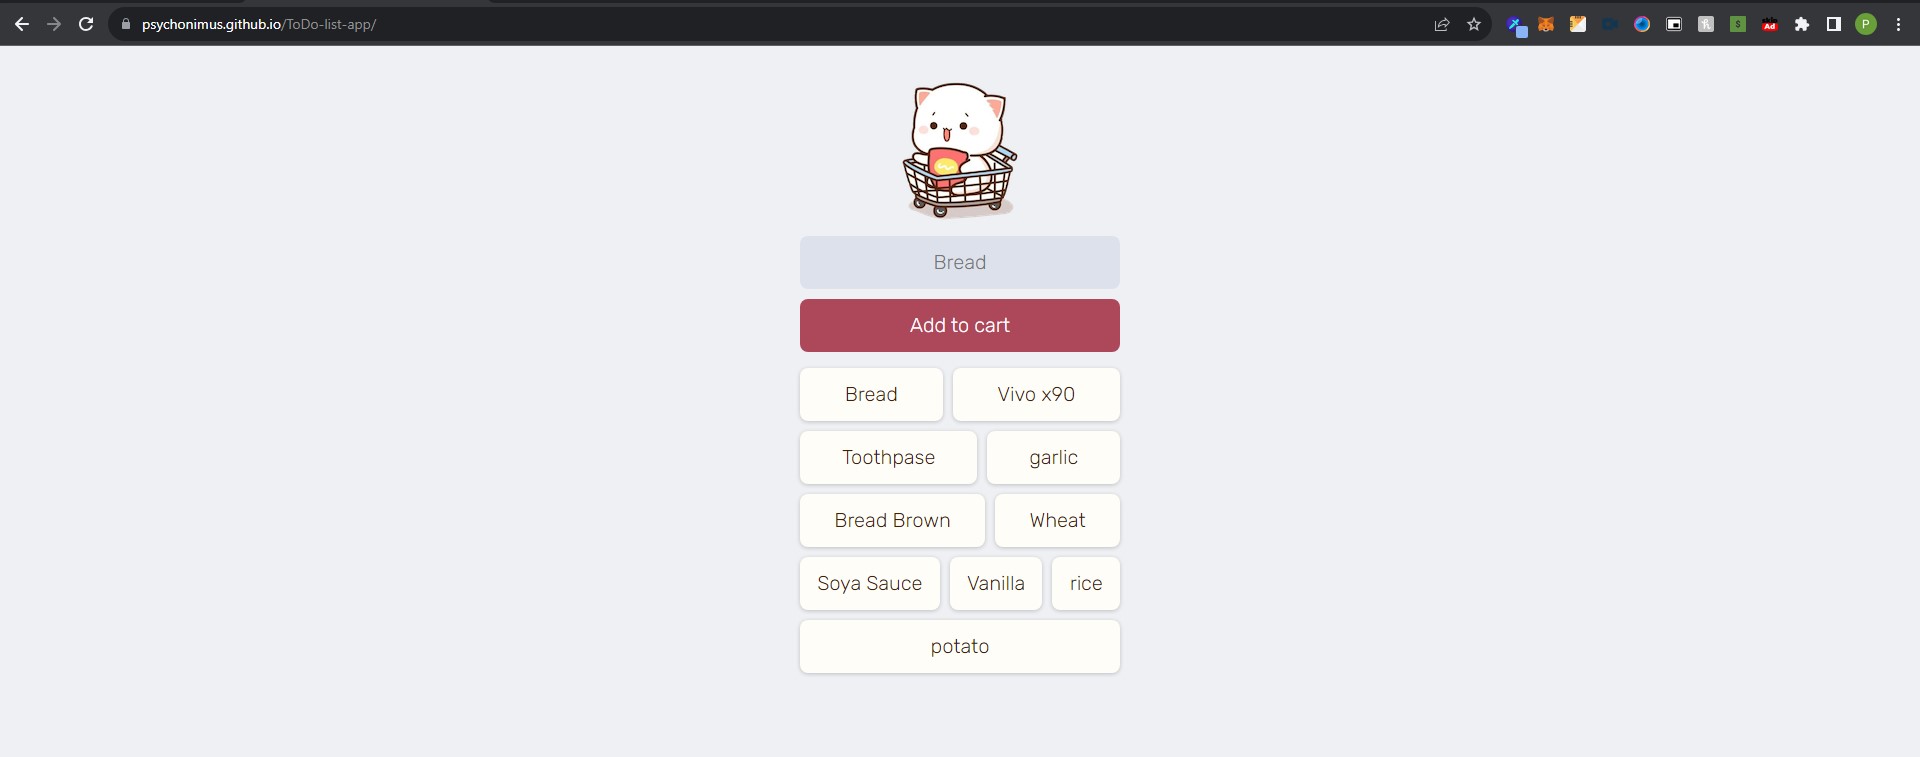 psychonimus.github.io/ToDo-list-app/
Ad
P
Bread
Add to cart
Bread Vivo x90
Toothpase garlic
Bread Brown Wheat
Soya Sauce Vanilla rice
potato